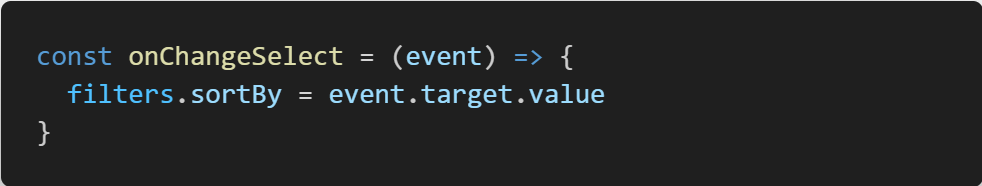 const onChangeSelect = (event) => {
  filters.sortBy = event.target.value
}